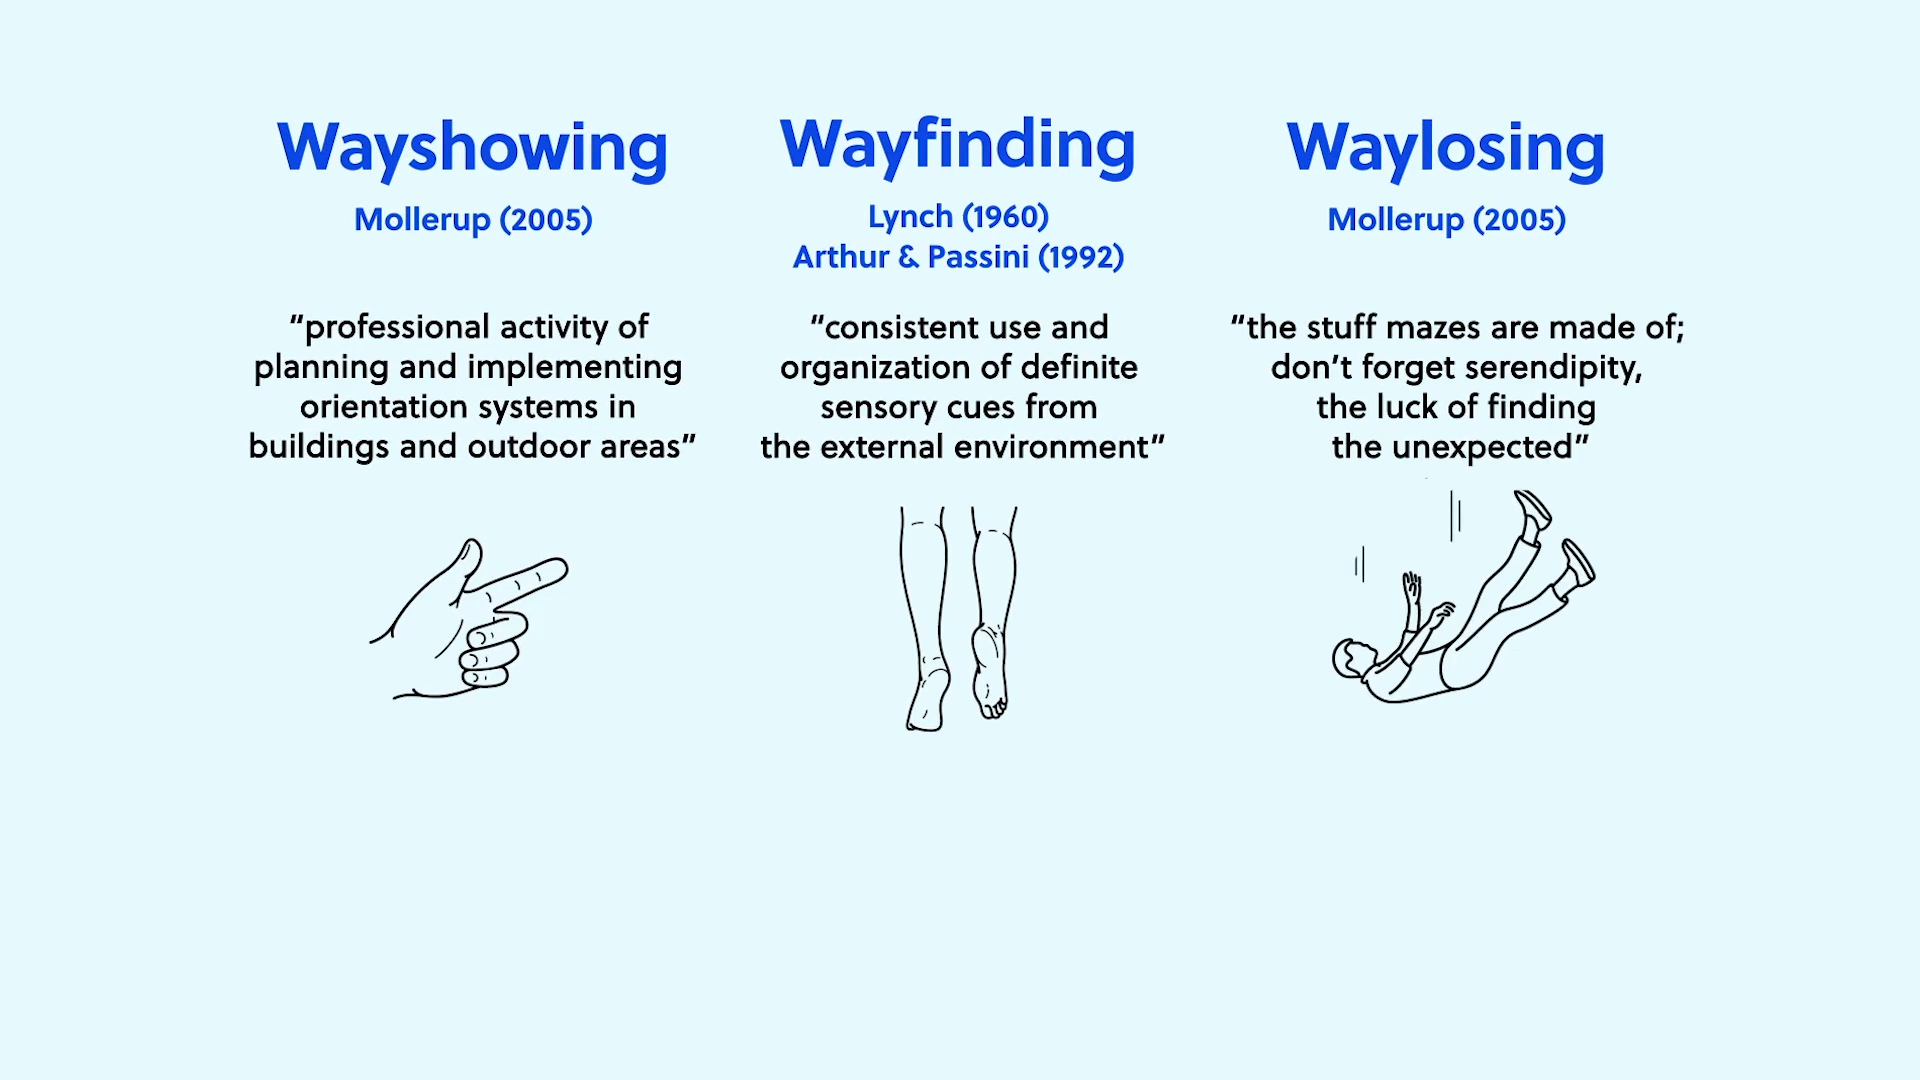 Wayshowing
Mollerup (2005)
“professional activity of
planning and implementing
orientation systems in
buildings and outdoor areas”
Wayfinding
Lynch (1960)
Arthur & Passini (1992)
“consistent use and
organization of definite
sensory cues from
the external environment”
Waylosing
Mollerup (2005)
“the stuff mazes are made of;
don’t forget serendipity,
the luck of finding
the unexpected”